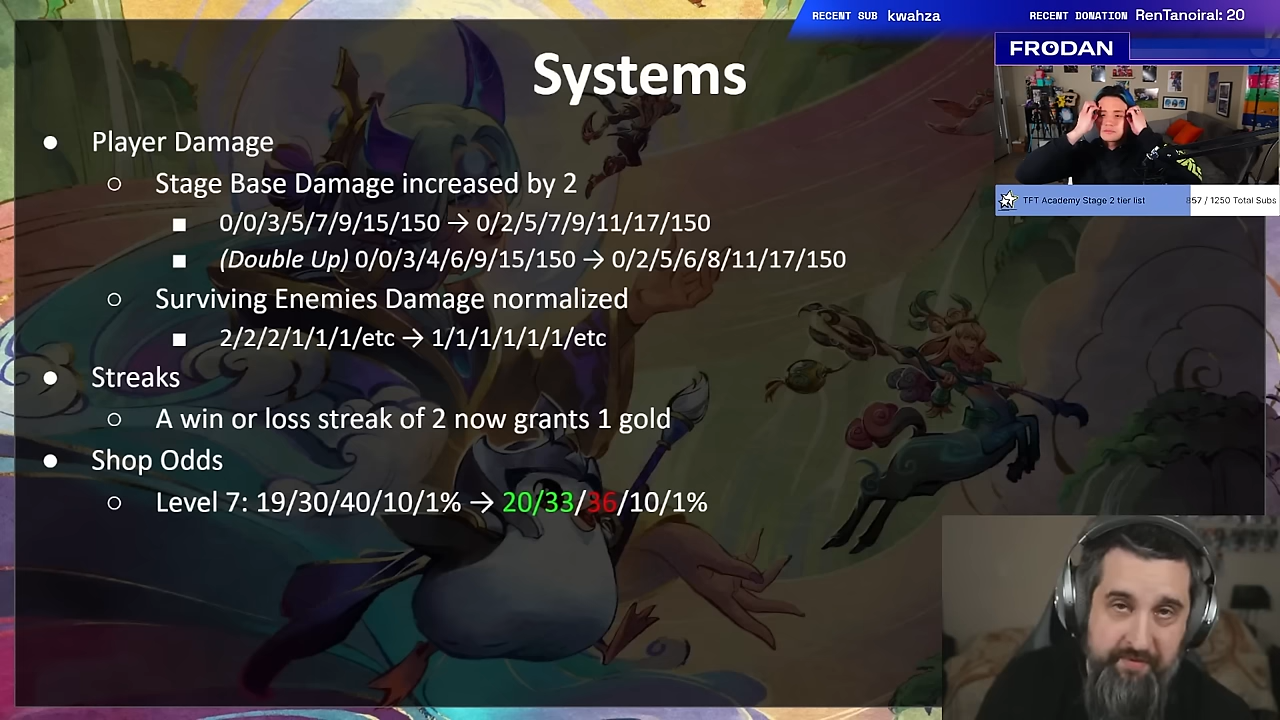 RECENT SUB kwahza RECENT DONATION RenTanoiral: 20
FRODAN
TFT Academy Stage 2 tier list 857 / 1250 Total Subs
Systems
● Player Damage
○ Stage Base Damage increased by 2
■ 0/0/3/5/7/9/15/150 → 0/2/5/7/9/11/17/150
■ (Double Up) 0/0/3/4/6/9/15/150 → 0/2/5/6/8/11/17/150
○ Surviving Enemies Damage normalized
■ 2/2/2/1/1/1/etc → 1/1/1/1/1/1/etc
● Streaks
○ A win or loss streak of 2 now grants 1 gold
● Shop Odds
○ Level 7: 19/30/40/10/1% → 20/33/36/10/1%